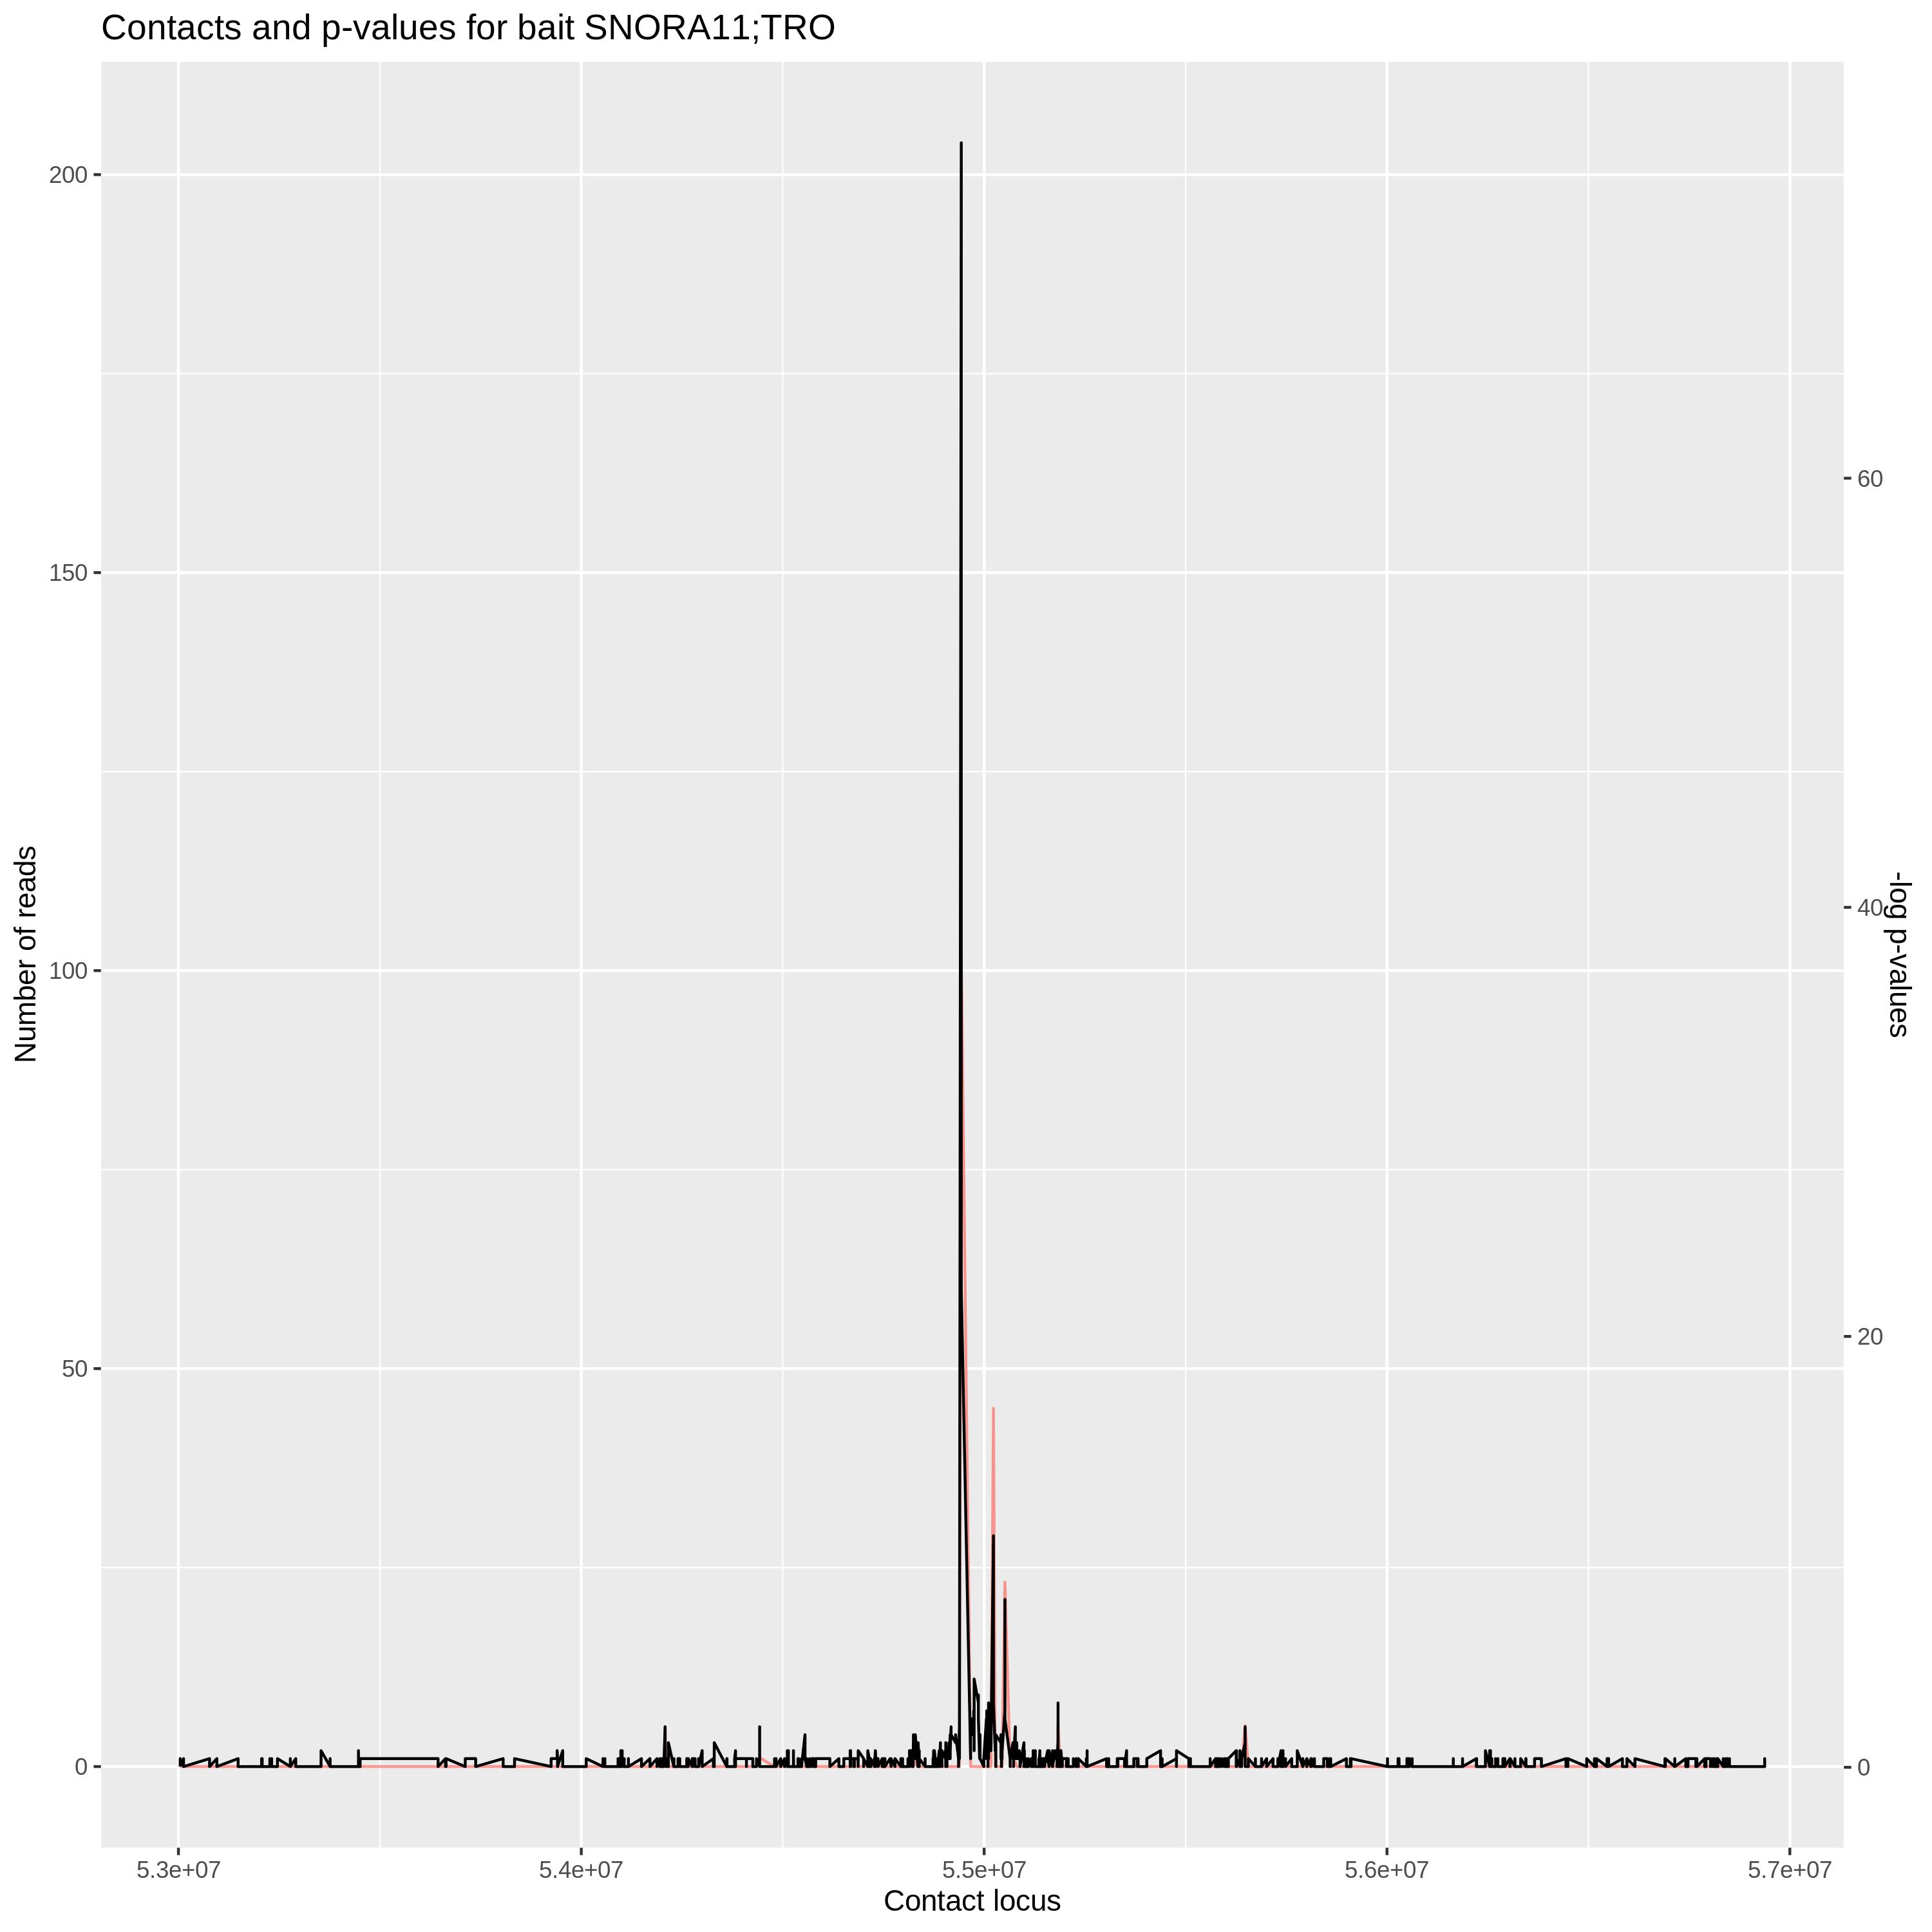 Contacts and p-values for bait SNORA11;TRO
200
150
100
50
0
60
40
20
0
Number of reads
-log p-values
5.3e+07
5.4e+07
5.5e+07
5.6e+07
5.7e+07
Contact locus